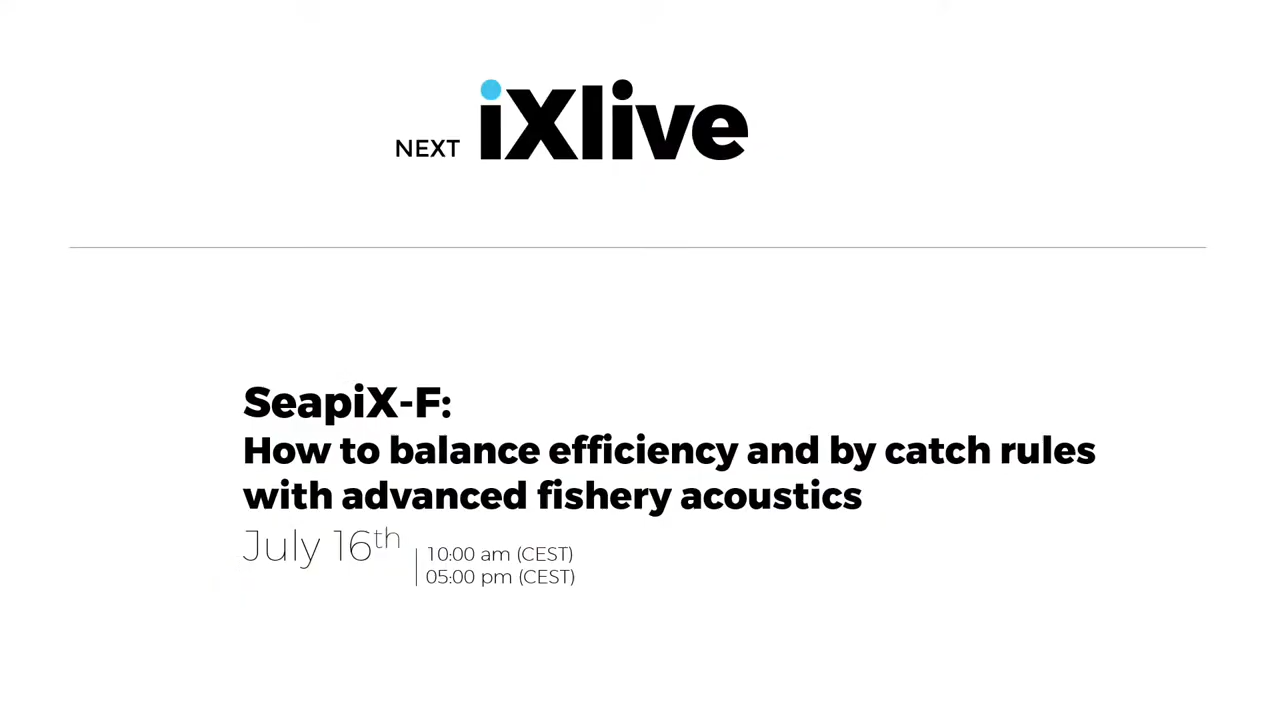 NEXT iXlive
SeapiX-F:
How to balance efficiency and by catch rules
with advanced fishery acoustics
July 16th
10:00 am (CEST)
05:00 pm (CEST)